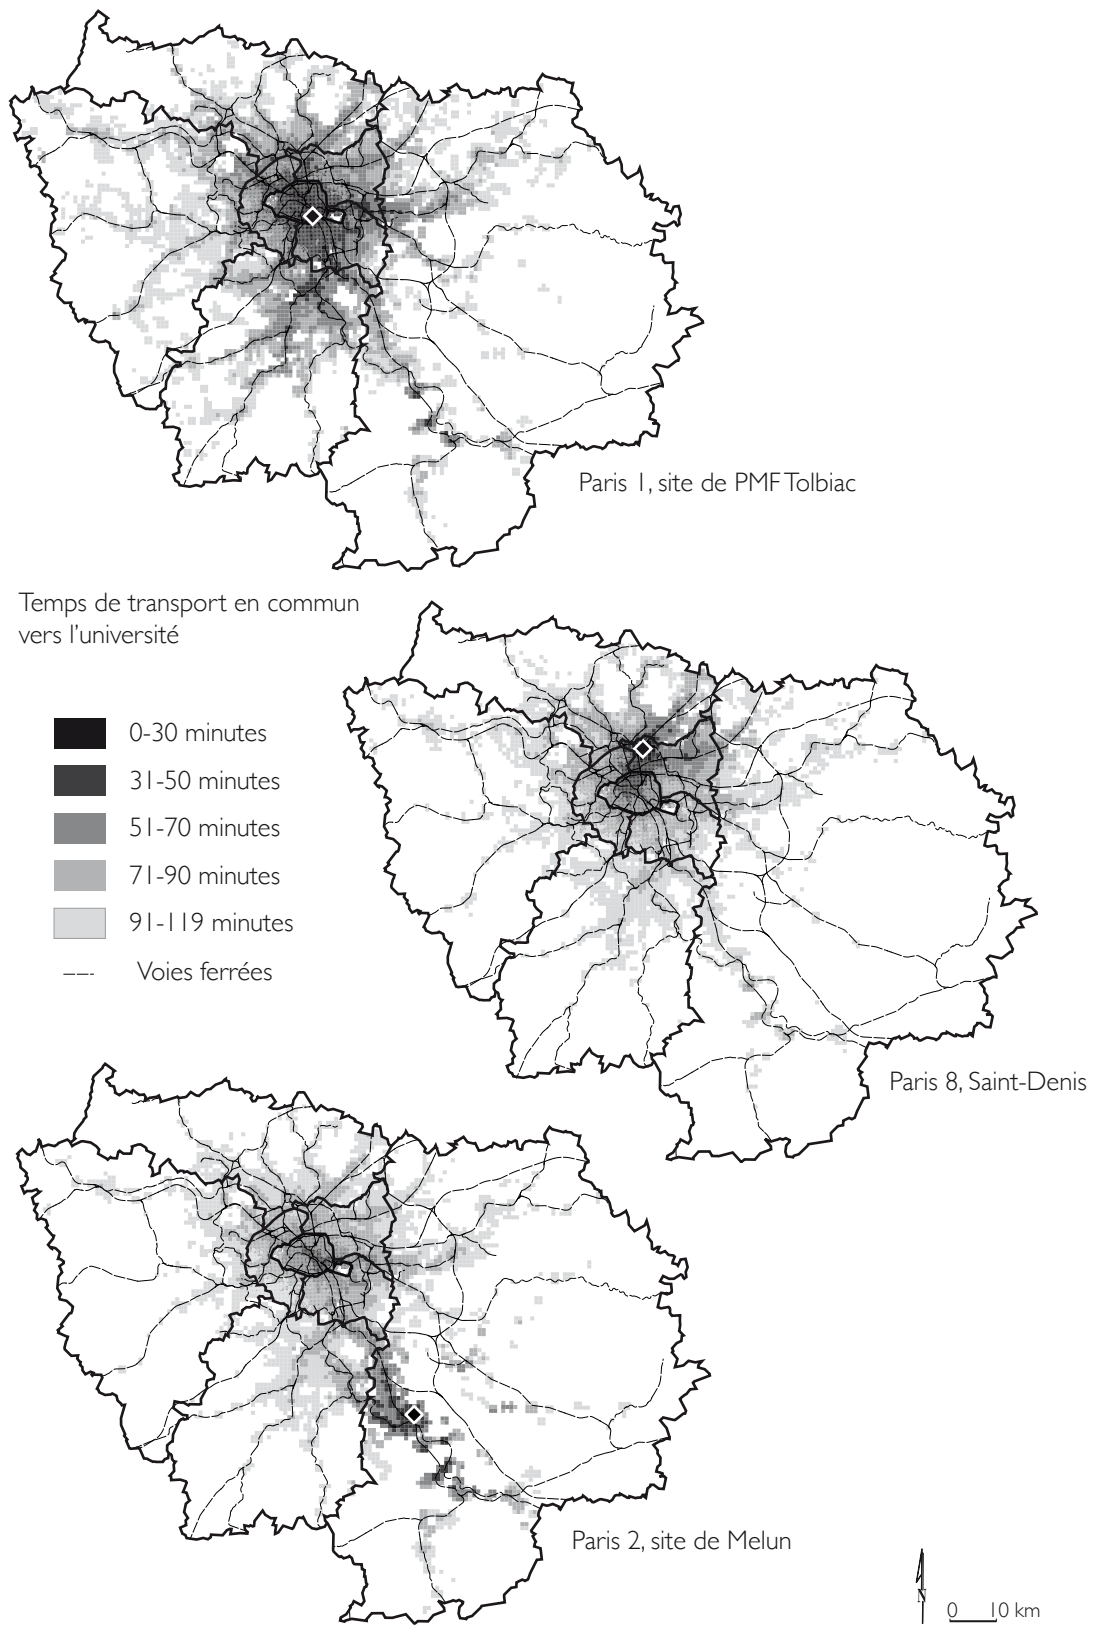 Paris 1, site de PMF Tolbiac
Temps de transport en commun
vers l'université
0-30 minutes
31-50 minutes
51-70 minutes
71-90 minutes
91-119 minutes
Voies ferrées
Paris 8, Saint-Denis
Paris 2, site de Melun
N
0 10 km